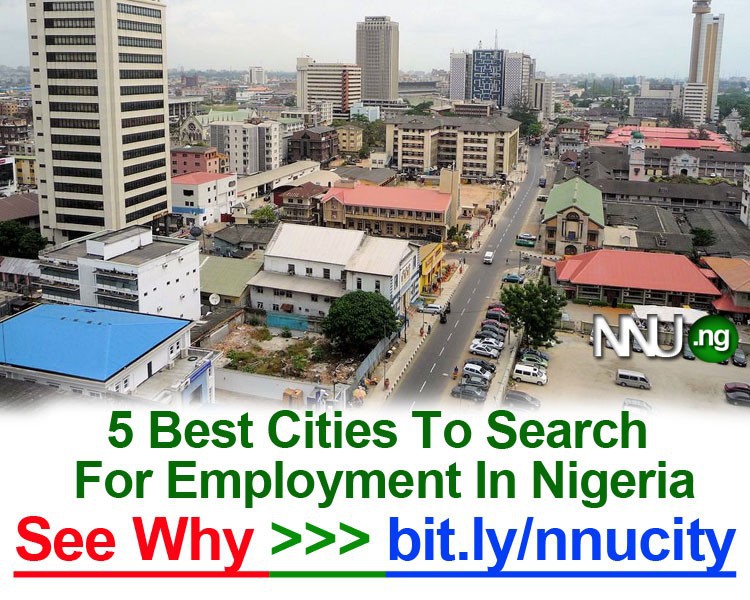 NNU.ng
5 Best Cities To Search
For Employment In Nigeria
See Why >>> bit.ly/nnucity